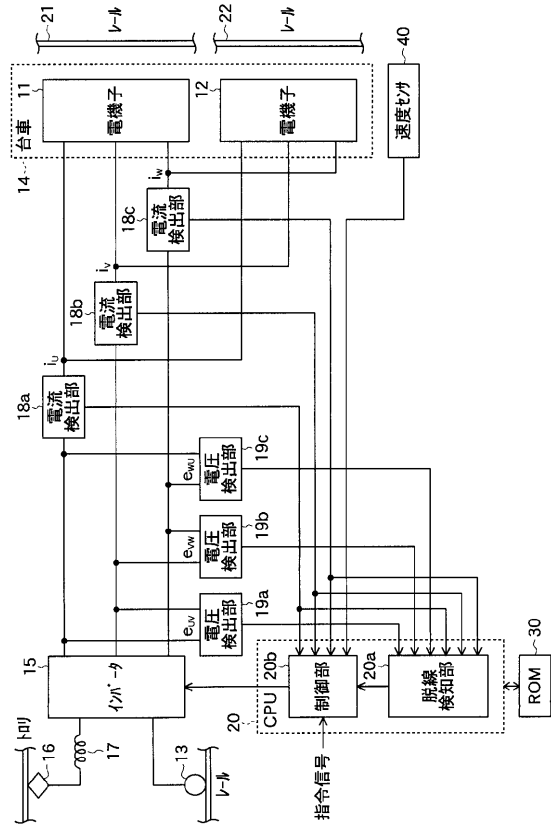 21
レール
22
レール
40
速度センサ
台車
14
11
電機子
12
電機子
iU
iV
iW
18a
電流
検出部
18b
電流
検出部
18c
電流
検出部
eUV
電圧
検出部
19a
eVW
電圧
検出部
19b
eWU
電圧
検出部
19c
トロリ
16
17
15
インバータ
13
レール
20
CPU
20b
制御部
20a
脱線
検知部
指令信号
30
ROM